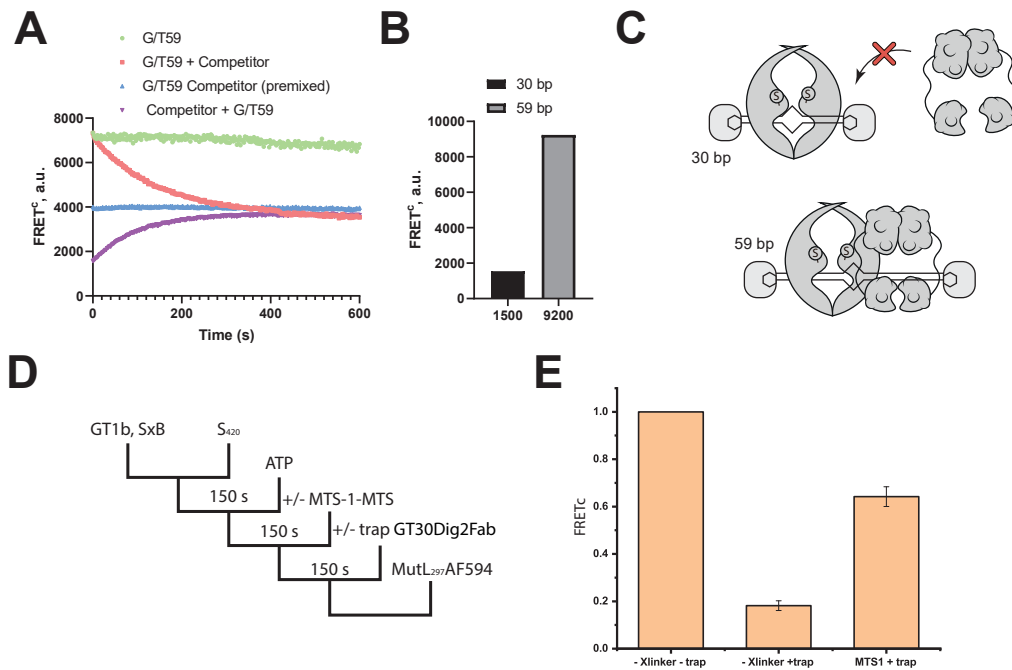 A
G/T59
G/T59 + Competitor
G/T59 Competitor (premixed)
Competitor + G/T59
8000
6000
4000
2000
0
FRETᶜ, a.u.
0 200 400 600
Time (s)
B
30 bp
59 bp
10000
8000
6000
4000
2000
0
FRETᶜ, a.u.
1500 9200
C
S S
30 bp
59 bp
S S
D
GT1b, SxB S₄₂₀
ATP
150 s +/- MTS-1-MTS
150 s +/- trap GT30Dig2Fab
150 s MutL₂₉₇AF594
E
1.0
0.8
0.6
0.4
0.2
0.0
FRETc
- Xlinker - trap - Xlinker +trap MTS1 + trap